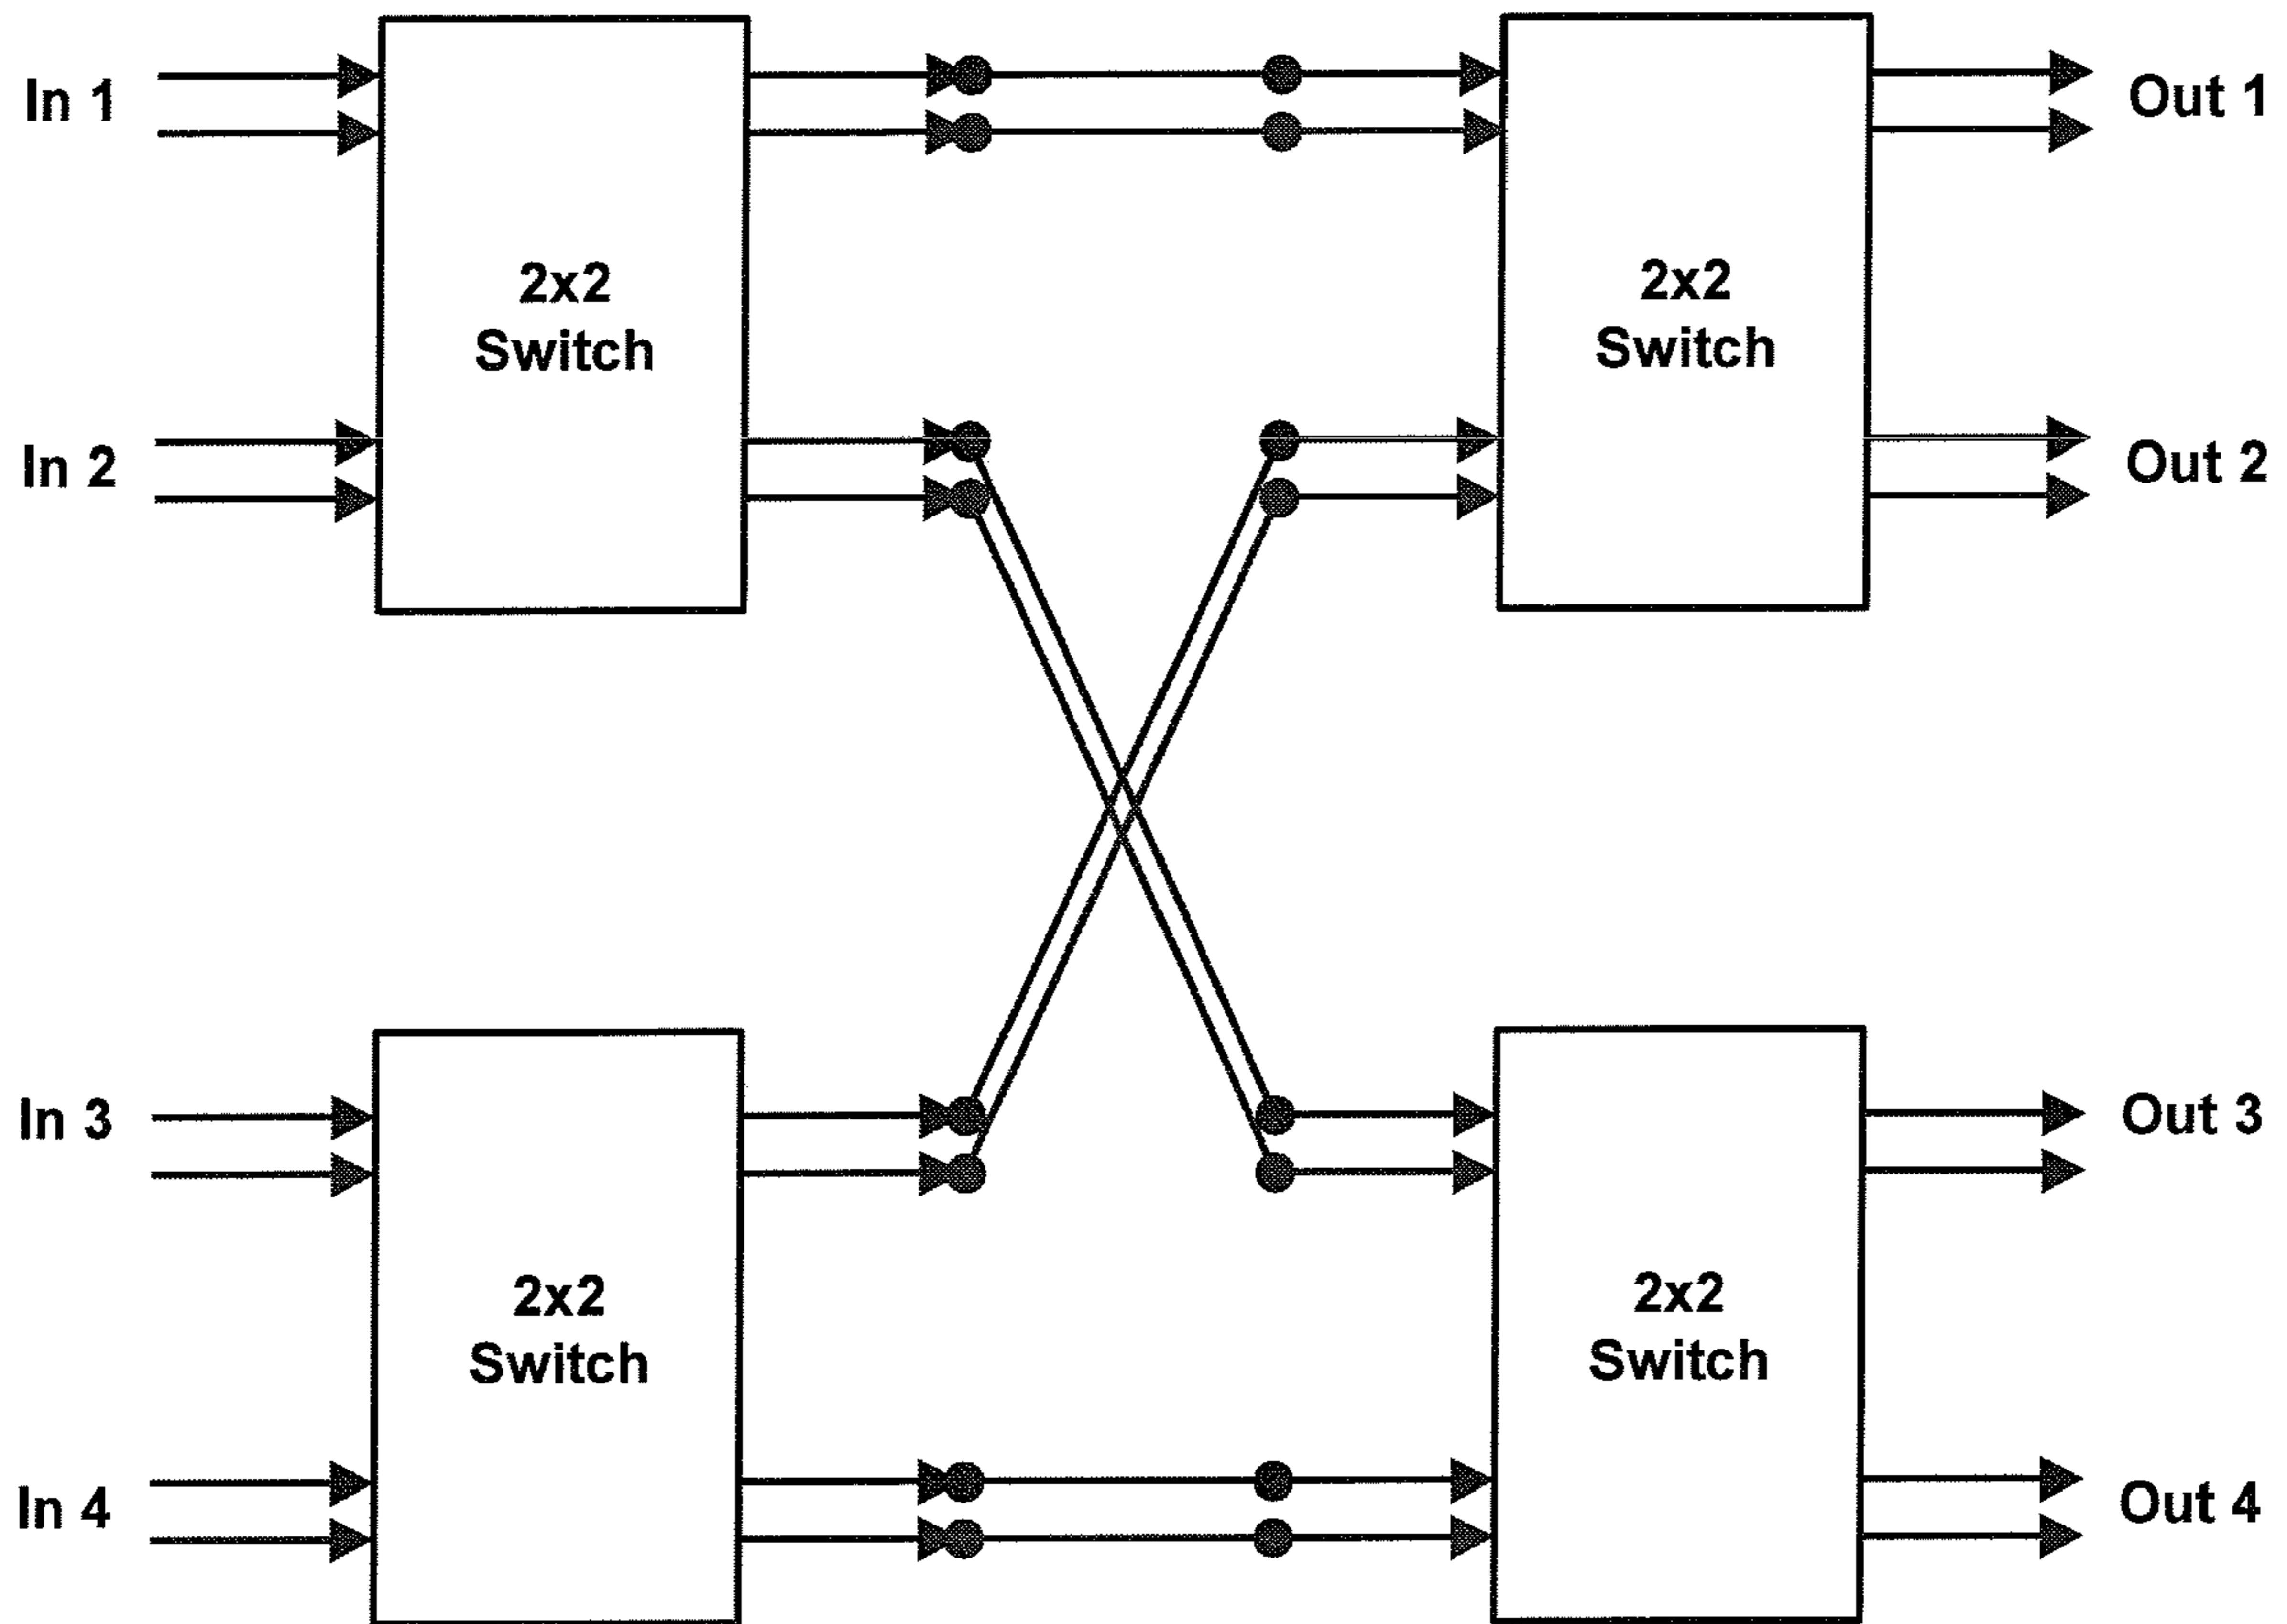 In 1
Out 1
2x2
Switch
2x2
Switch
In 2
Out 2
In 3
Out 3
2x2
Switch
2x2
Switch
In 4
Out 4